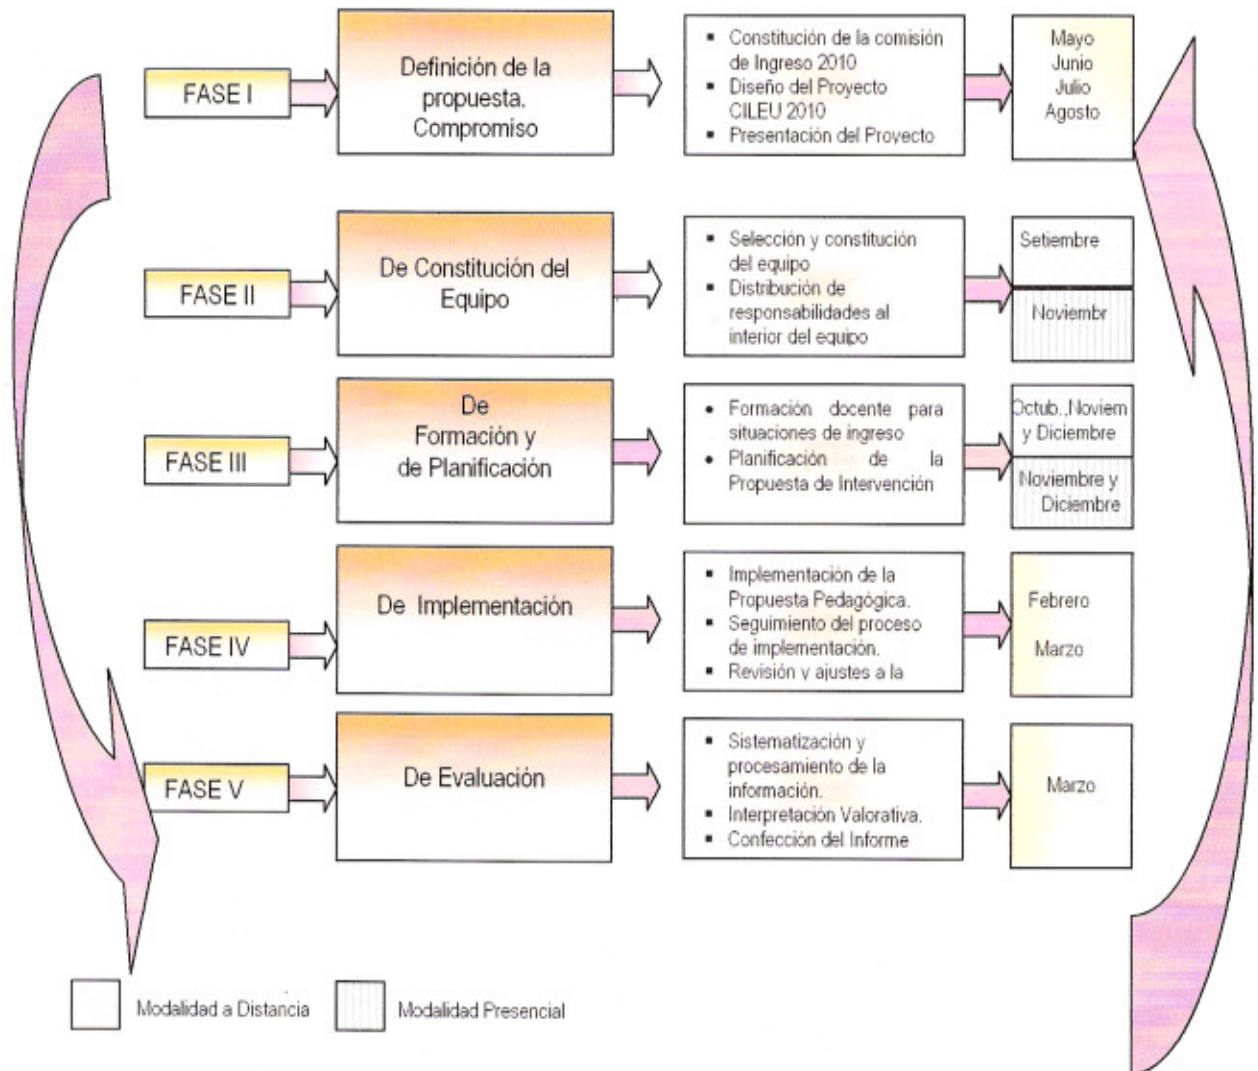 FASE I
Definición de la
propuesta.
Compromiso
▪ Constitución de la comisión
de Ingreso 2010
▪ Diseño del Proyecto
CILEU 2010
▪ Presentación del Proyecto
Mayo
Junio
Julio
Agosto
FASE II
De Constitución del
Equipo
▪ Selección y constitución
del equipo
▪ Distribución de
responsabilidades al
interior del equipo
Setiembre
Noviembr
FASE III
De
Formación y
de Planificación
• Formación docente para
situaciones de ingreso
• Planificación de la
Propuesta de Intervención
Octub.,Noviem
y Diciembre
Noviembre y
Diciembre
FASE IV
De Implementación
▪ Implementación de la
Propuesta Pedagógica.
▪ Seguimiento del proceso
de implementación.
▪ Revisión y ajustes a la
Febrero
Marzo
FASE V
De Evaluación
▪ Sistematización y
procesamiento de la
información.
▪ Interpretación Valorativa.
▪ Confección del Informe
Marzo
Modalidad a Distancia
Modalidad Presencial